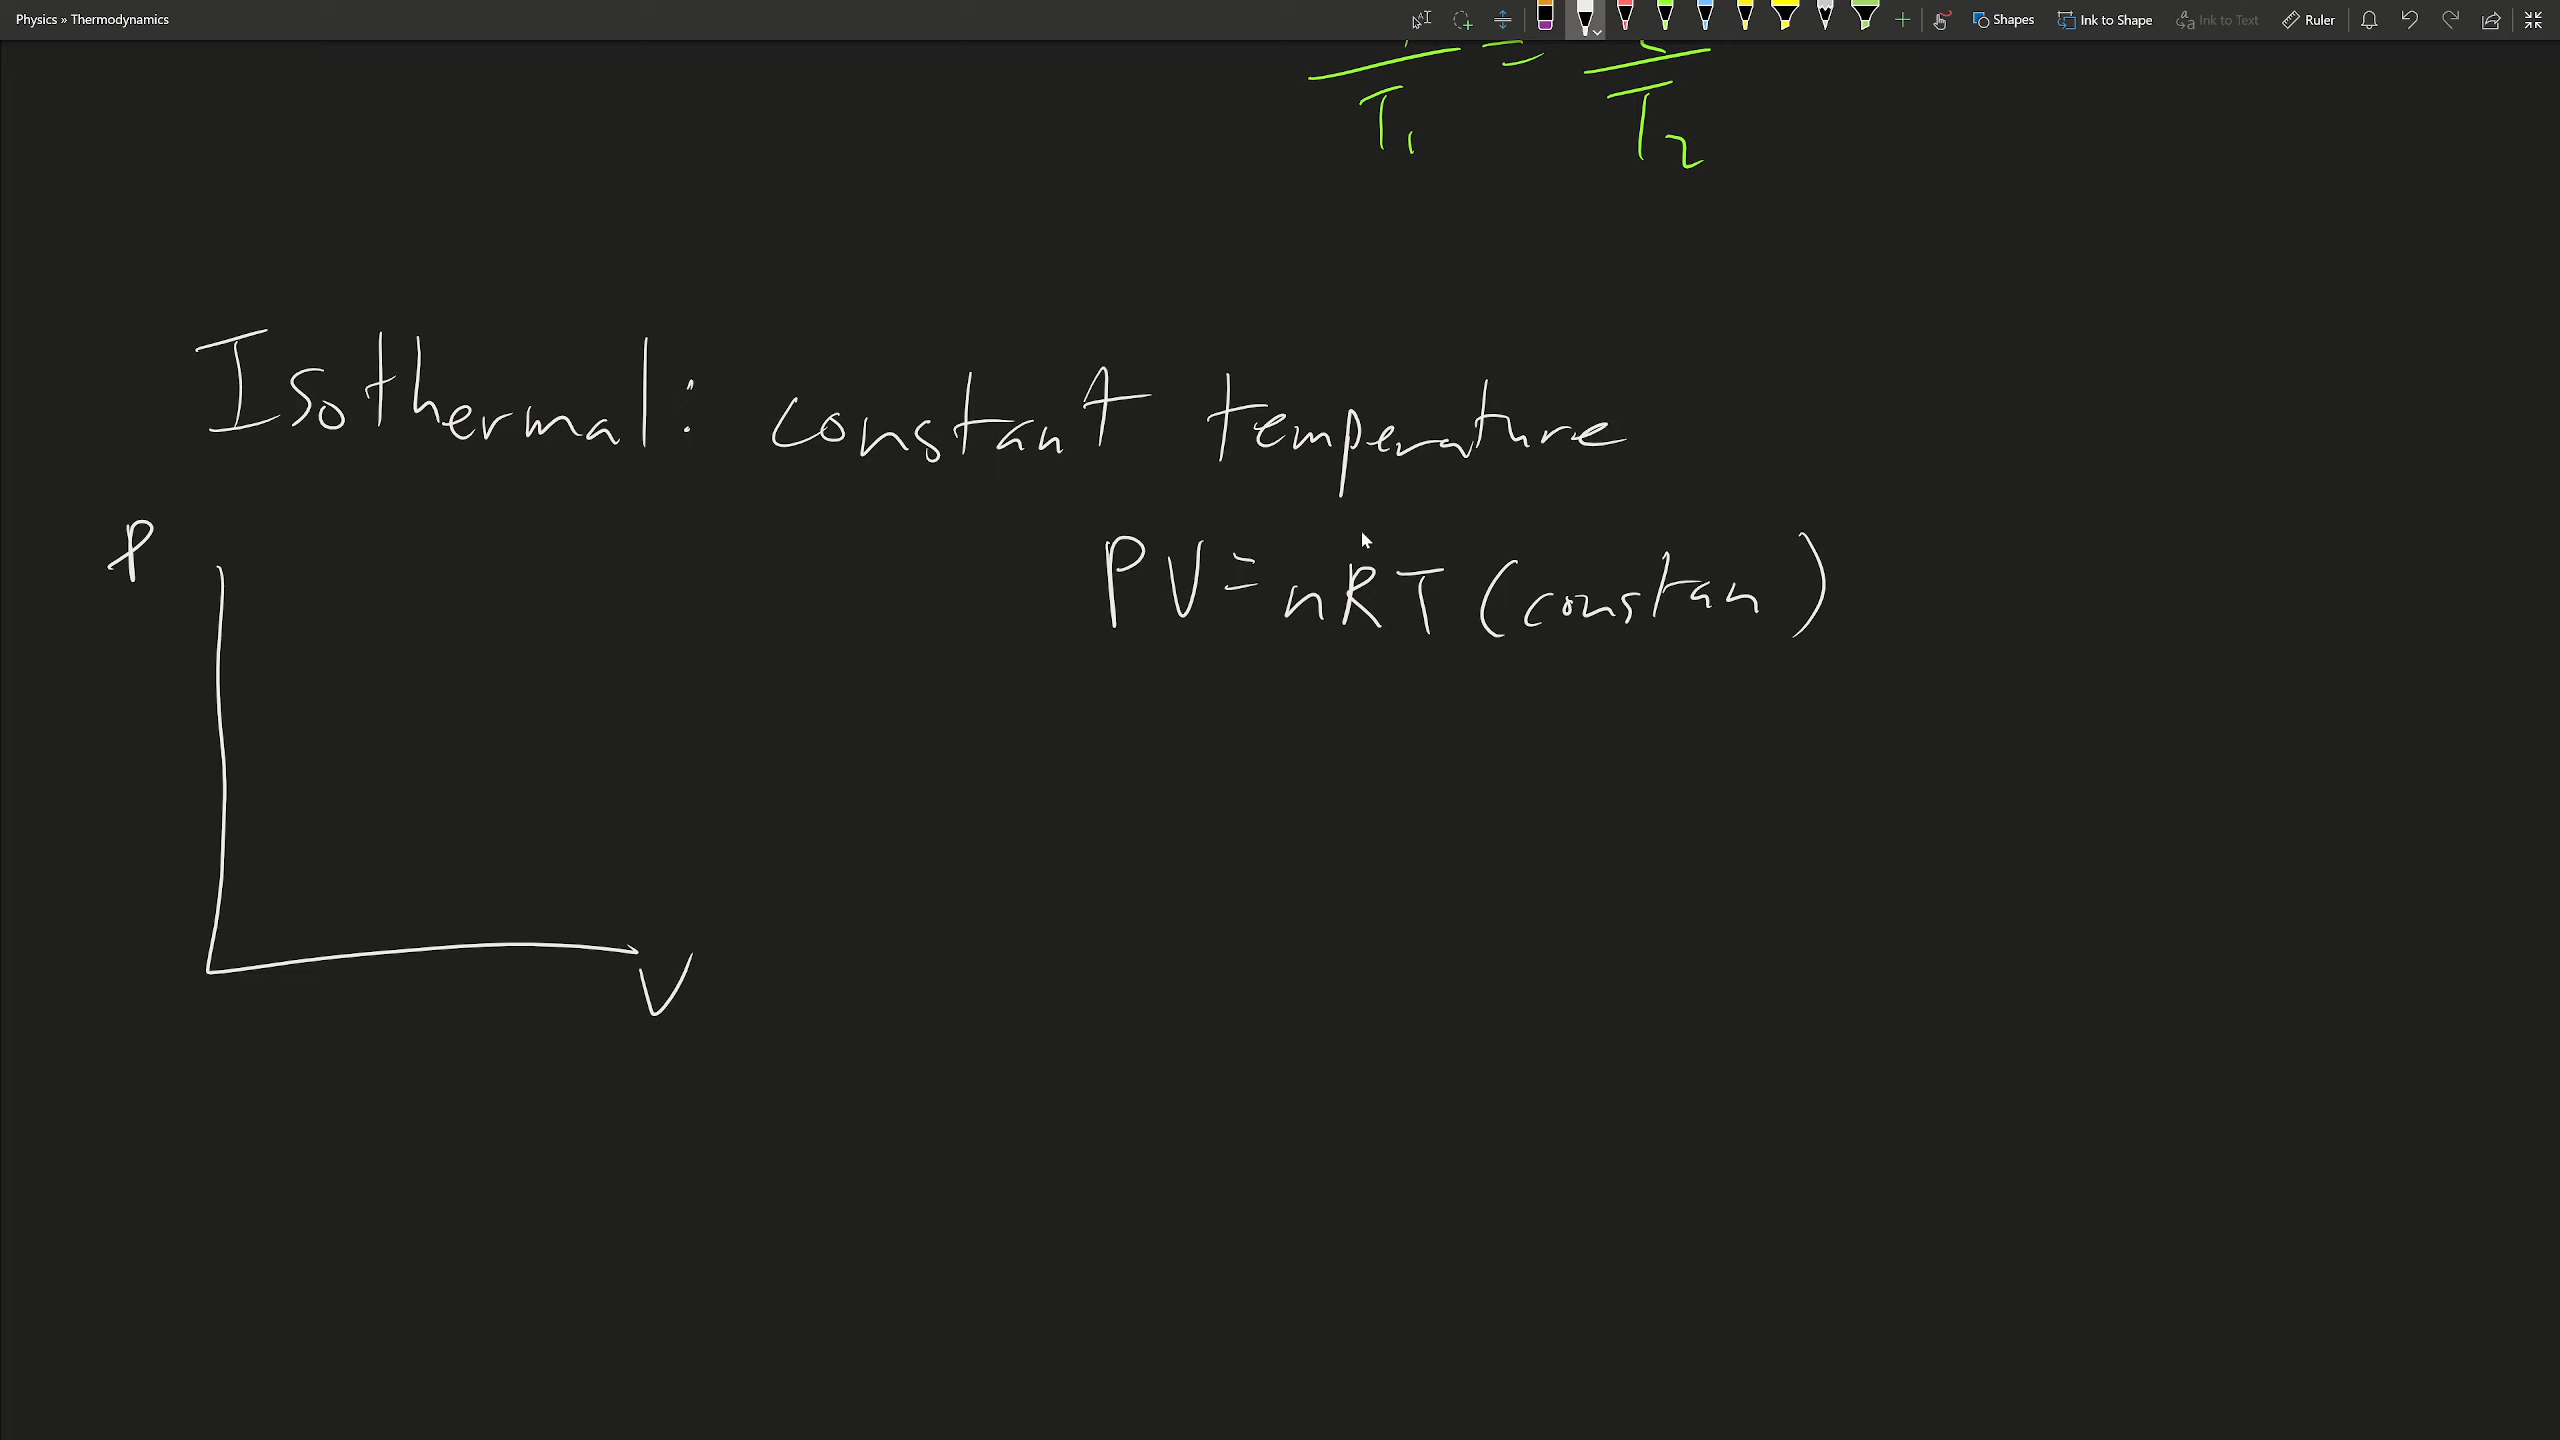 Physics » Thermodynamics
Shapes Ink to Shape Ink to Text Ruler
T₁ = T₂
Isothermal: constant temperature
P
PV = nRT (constan )
V